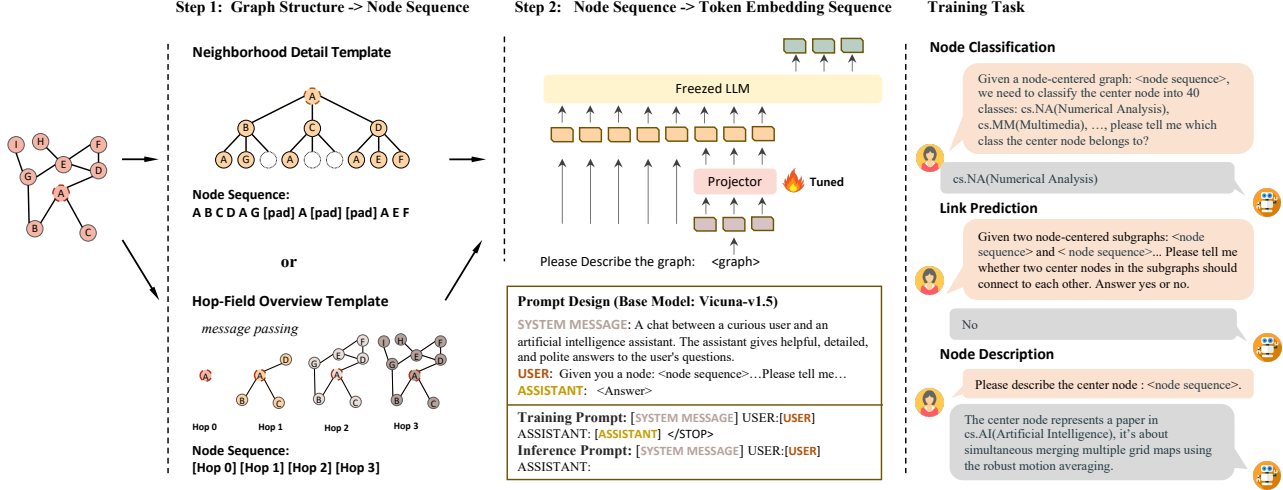 Step 1: Graph Structure -> Node Sequence
Step 2: Node Sequence -> Token Embedding Sequence
Training Task
I
H
F
E
D
G
A
B
C
Neighborhood Detail Template
A
B
C
D
A
G
A
A
E
F
Node Sequence:
A B C D A G [pad] A [pad] [pad] A E F
or
Hop-Field Overview Template
message passing
A
D
A
B
C
F
E
G
D
A
B
C
I
H
F
E
D
G
A
B
C
Hop 0
Hop 1
Hop 2
Hop 3
Node Sequence:
[Hop 0] [Hop 1] [Hop 2] [Hop 3]
Freezed LLM
Projector
Tuned
Please Describe the graph: <graph>
Prompt Design (Base Model: Vicuna-v1.5)
SYSTEM MESSAGE: A chat between a curious user and an
artificial intelligence assistant. The assistant gives helpful, detailed,
and polite answers to the user's questions.
USER: Given you a node: <node sequence>…Please tell me…
ASSISTANT: <Answer>
Training Prompt: [SYSTEM MESSAGE] USER:[USER]
ASSISTANT: [ASSISTANT] </STOP>
Inference Prompt: [SYSTEM MESSAGE] USER:[USER]
ASSISTANT:
Node Classification
Given a node-centered graph: <node sequence>,
we need to classify the center node into 40
classes: cs.NA(Numerical Analysis),
cs.MM(Multimedia), …, please tell me which
class the center node belongs to?
cs.NA(Numerical Analysis)
Link Prediction
Given two node-centered subgraphs: <node
sequence> and < node sequence>... Please tell me
whether two center nodes in the subgraphs should
connect to each other. Answer yes or no.
No
Node Description
Please describe the center node : <node sequence>.
The center node represents a paper in
cs.AI(Artificial Intelligence), it's about
simultaneous merging multiple grid maps using
the robust motion averaging.